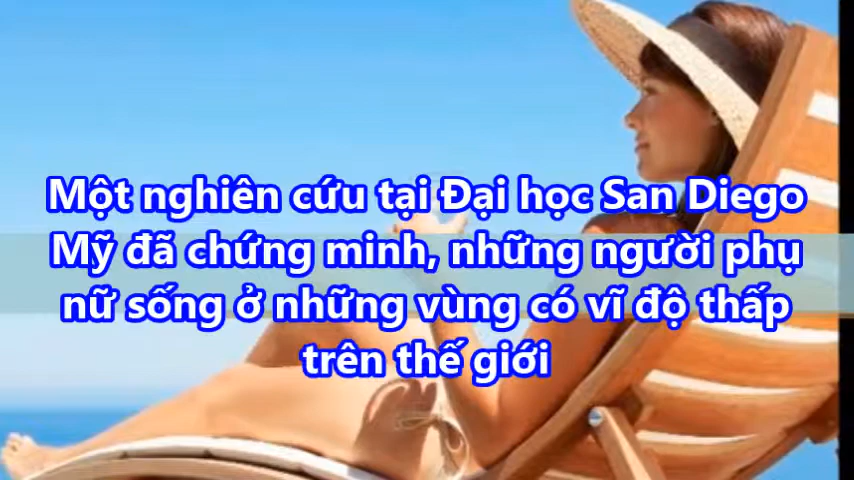 Một nghiên cứu tại Đại học San Diego
Mỹ đã chứng minh, những người phụ
nữ sống ở những vùng có vĩ độ thấp
trên thế giới